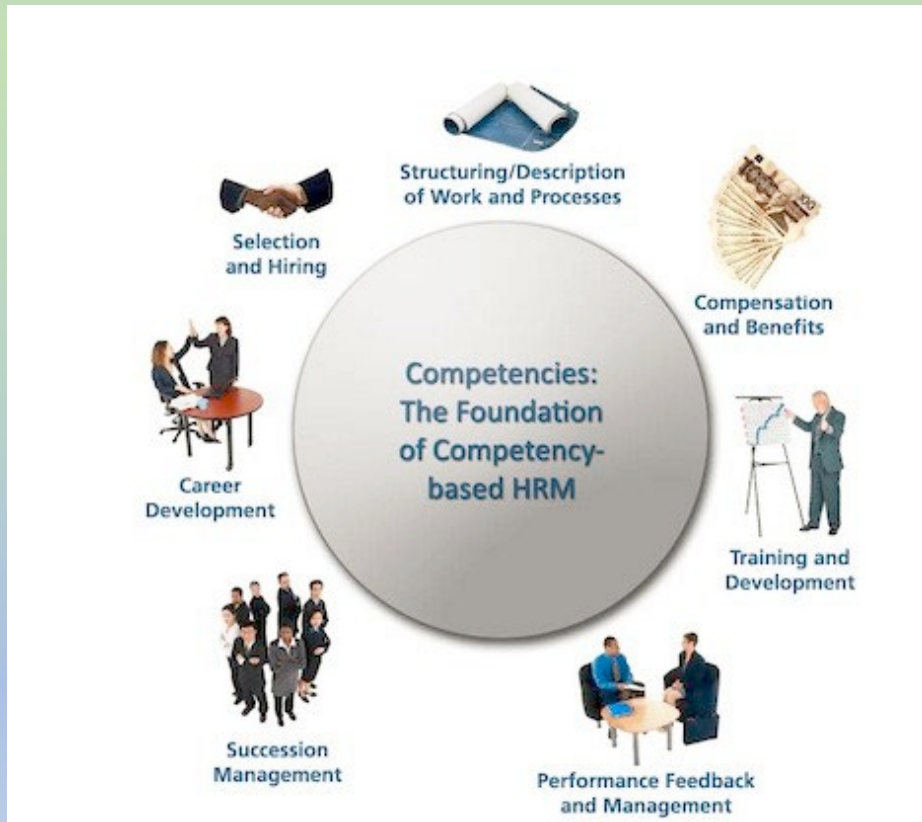 Structuring/Description
of Work and Processes
Selection
and Hiring
Compensation
and Benefits
Competencies:
The Foundation
of Competency-
based HRM
Career
Development
Training and
Development
Succession
Management
Performance Feedback
and Management